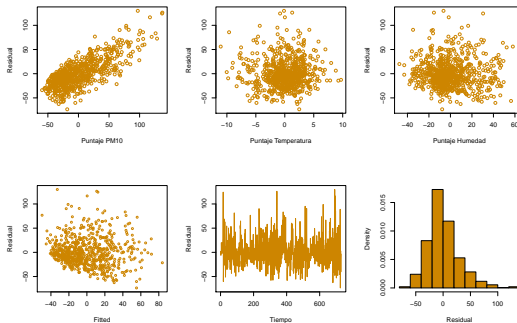 Residual
−50 0 50 100
−50 0 50 100
Puntaje PM10
Residual
−50 0 50 100
−10 −5 0 5 10
Puntaje Temperatura
Residual
−50 0 50 100
−40 −20 0 20 40 60
Puntaje Humedad
Residual
−50 0 50 100
−40 −20 0 20 40 60 80
Fitted
Residual
−50 0 50 100
0 200 400 600
Tiempo
Density
0.000 0.005 0.010 0.015
−50 0 50 100
Residual